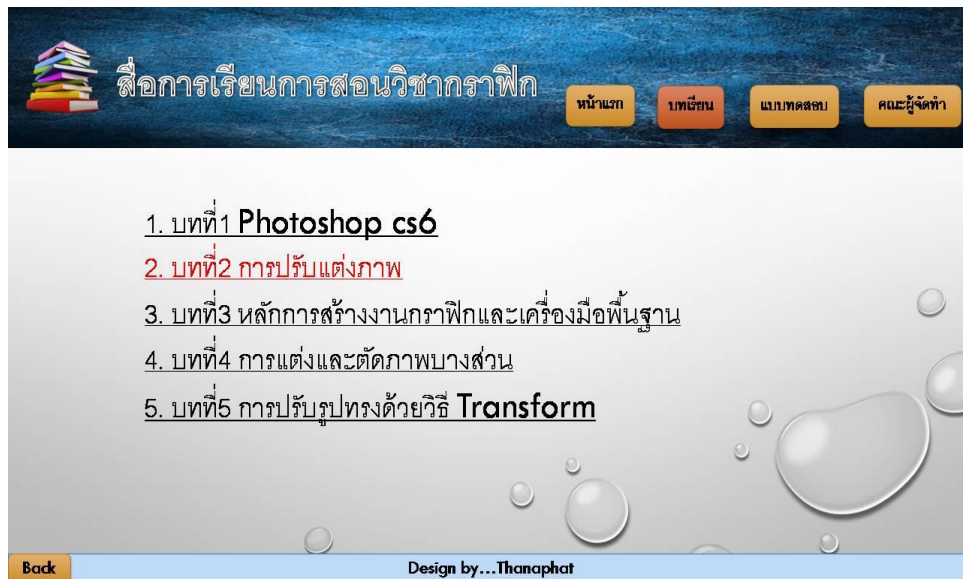 สื่อการเรียนการสอนวิชากราฟิก
หน้าแรก บทเรียน แบบทดสอบ คณะผู้จัดทำ
1. บทที่1 Photoshop cs6
2. บทที่2 การปรับแต่งภาพ
3. บทที่3 หลักการสร้างงานกราฟิกและเครื่องมือพื้นฐาน
4. บทที่4 การแต่งและตัดภาพบางส่วน
5. บทที่5 การปรับรูปทรงด้วยวิธี Transform
Back Design by...Thanaphat